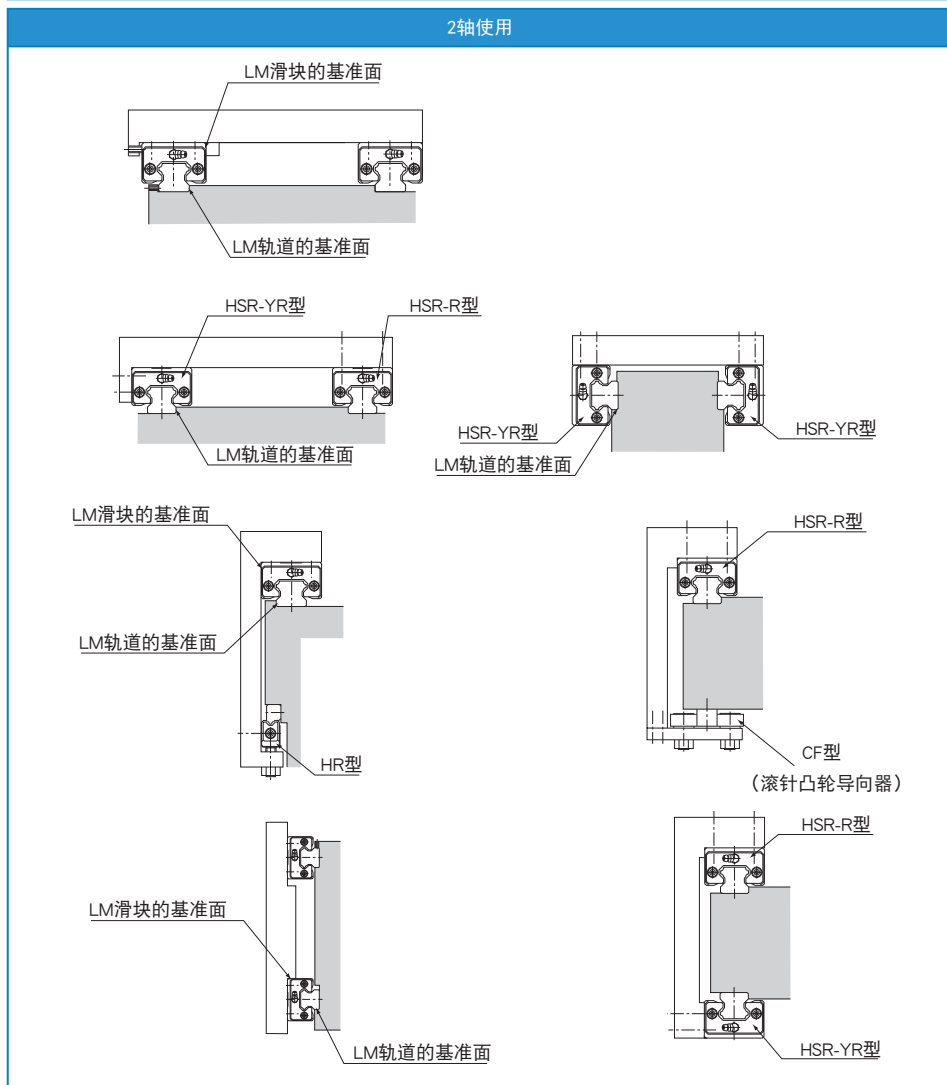 2轴使用
LM滑块的基准面
LM轨道的基准面
HSR-YR型
HSR-R型
LM轨道的基准面
HSR-YR型
HSR-YR型
LM轨道的基准面
LM滑块的基准面
LM轨道的基准面
HR型
HSR-R型
CF型
（滚针凸轮导向器）
LM滑块的基准面
LM轨道的基准面
HSR-R型
HSR-YR型